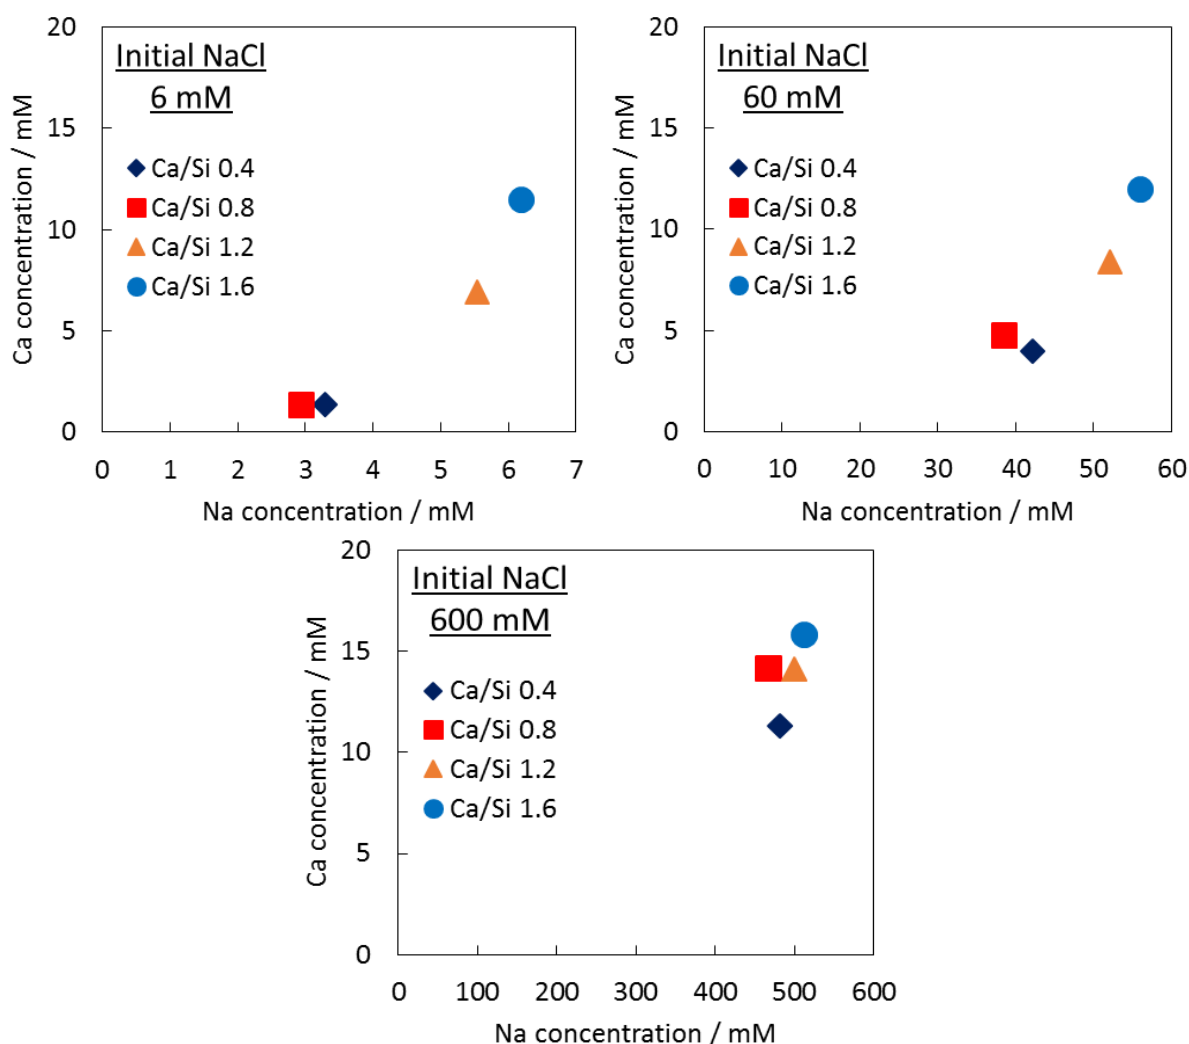 20
15
10
5
0
Ca concentration / mM
Initial NaCl
6 mM
Ca/Si 0.4
Ca/Si 0.8
Ca/Si 1.2
Ca/Si 1.6
0 1 2 3 4 5 6 7
Na concentration / mM
20
15
10
5
0
Ca concentration / mM
Initial NaCl
60 mM
Ca/Si 0.4
Ca/Si 0.8
Ca/Si 1.2
Ca/Si 1.6
0 10 20 30 40 50 60
Na concentration / mM
20
15
10
5
0
Ca concentration / mM
Initial NaCl
600 mM
Ca/Si 0.4
Ca/Si 0.8
Ca/Si 1.2
Ca/Si 1.6
0 100 200 300 400 500 600
Na concentration / mM